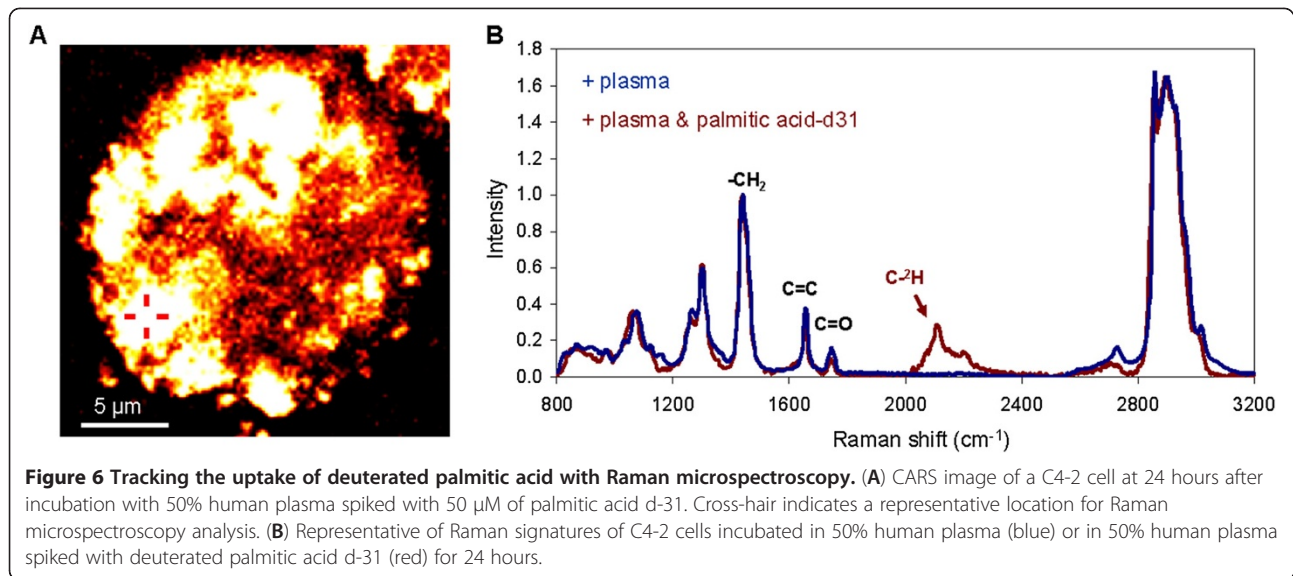 A
5 μm
B
1.8
1.6
1.4
1.2
1.0
0.8
0.6
0.4
0.2
0.0
Intensity
+ plasma
+ plasma & palmitic acid-d31
-CH₂
C=C
C=O
C-²H
800 1200 1600 2000 2400 2800 3200
Raman shift (cm⁻¹)
Figure 6 Tracking the uptake of deuterated palmitic acid with Raman microspectroscopy. (A) CARS image of a C4-2 cell at 24 hours after
incubation with 50% human plasma spiked with 50 μM of palmitic acid d-31. Cross-hair indicates a representative location for Raman
microspectroscopy analysis. (B) Representative of Raman signatures of C4-2 cells incubated in 50% human plasma (blue) or in 50% human plasma
spiked with deuterated palmitic acid d-31 (red) for 24 hours.